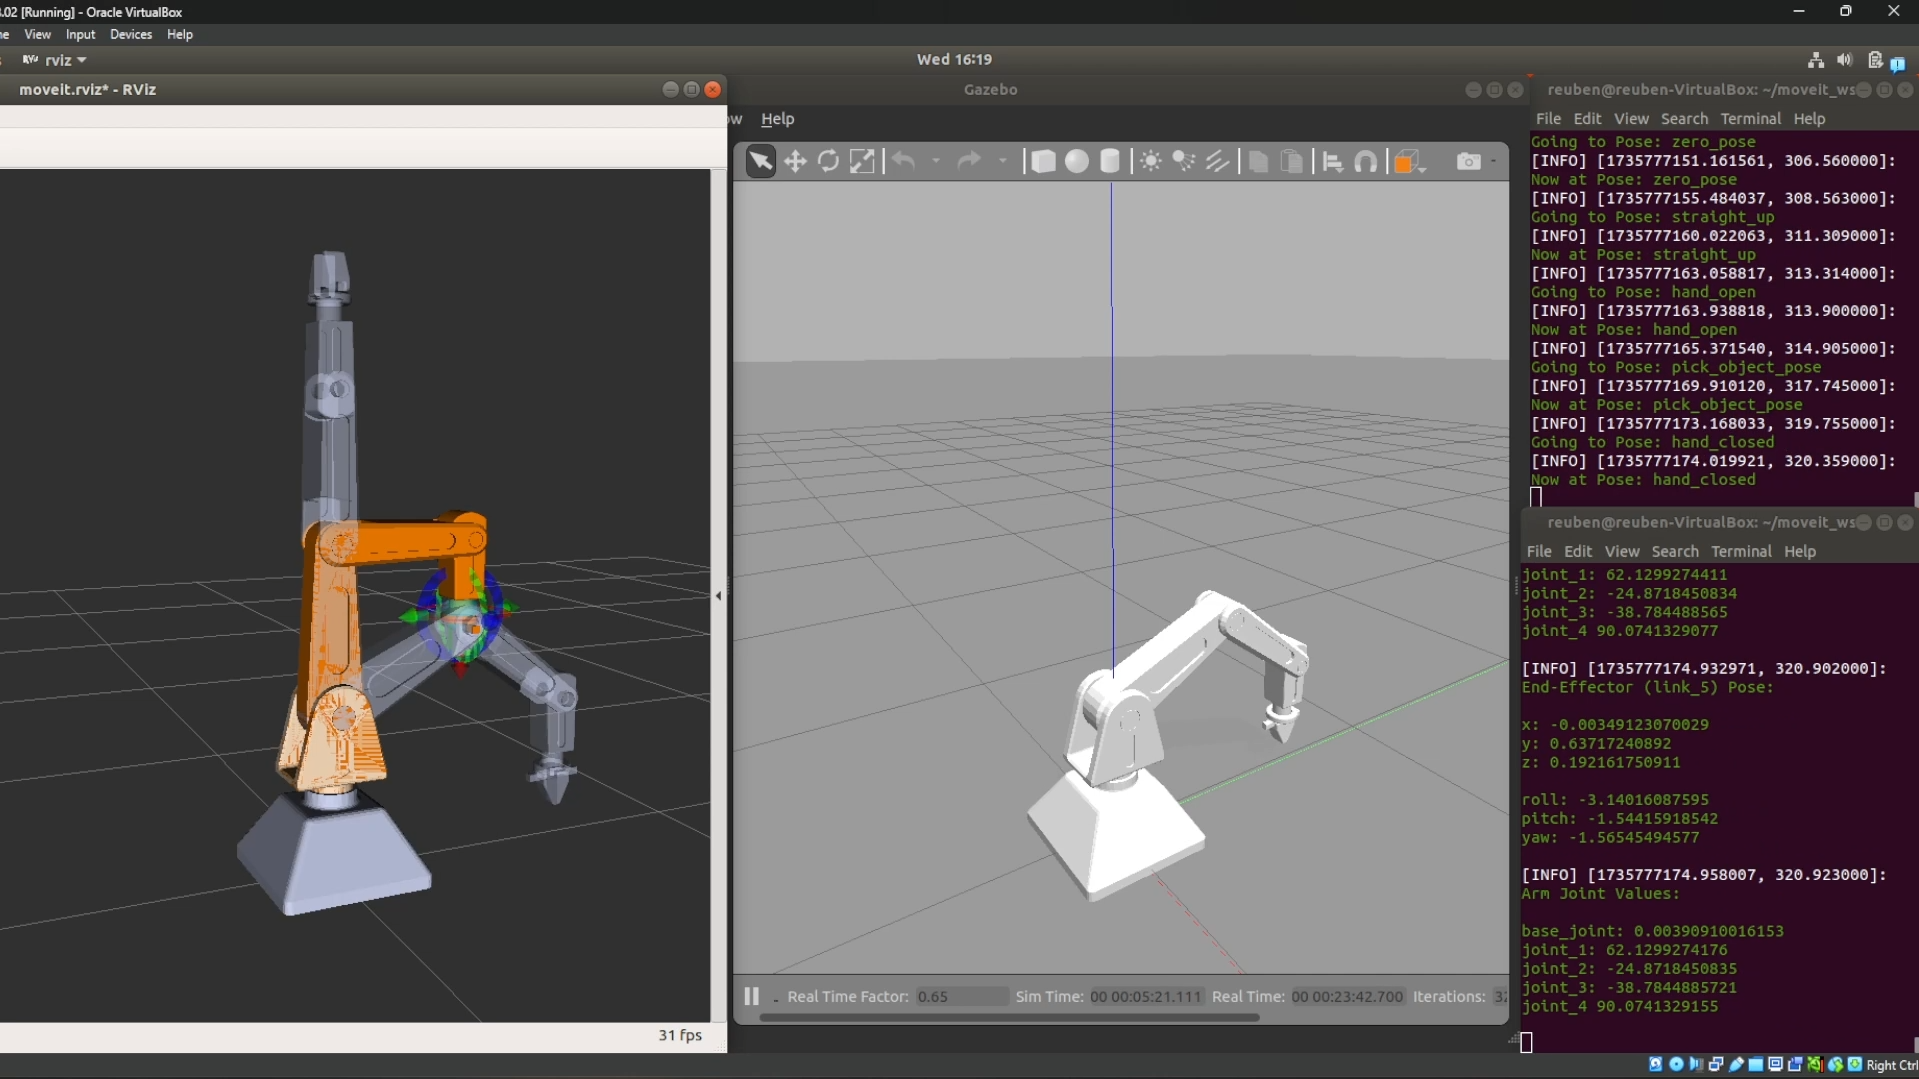 .02 [Running] - Oracle VirtualBox
View Input Devices Help
rviz
Wed 16:19
moveit.rviz* - RViz
31 fps
Gazebo
Help
Real Time Factor: 0.65 Sim Time: 00 00:05:21.111 Real Time: 00 00:23:42.700 Iterations:
reuben@reuben-VirtualBox: ~/moveit_ws
File Edit View Search Terminal Help
Going to Pose: zero_pose
[INFO] [1735777151.161561, 306.560000]:
Now at Pose: zero_pose
[INFO] [1735777155.484037, 308.563000]:
Going to Pose: straight_up
[INFO] [1735777160.022063, 311.309000]:
Now at Pose: straight_up
[INFO] [1735777163.058817, 313.314000]:
Going to Pose: hand_open
[INFO] [1735777163.938818, 313.900000]:
Now at Pose: hand_open
[INFO] [1735777165.371540, 314.905000]:
Going to Pose: pick_object_pose
[INFO] [1735777169.910120, 317.745000]:
Now at Pose: pick_object_pose
[INFO] [1735777173.168033, 319.755000]:
Going to Pose: hand_closed
[INFO] [1735777174.019921, 320.359000]:
Now at Pose: hand_closed
reuben@reuben-VirtualBox: ~/moveit_ws
File Edit View Search Terminal Help
joint_1: 62.1299274411
joint_2: -24.8718450834
joint_3: -38.784488565
joint_4 90.0741329077
[INFO] [1735777174.932971, 320.902000]:
End-Effector (link_5) Pose:
x: -0.00349123070029
y: 0.63717240892
z: 0.192161750911
roll: -3.14016087595
pitch: -1.54415918542
yaw: -1.56545494577
[INFO] [1735777174.958007, 320.923000]:
Arm Joint Values:
base_joint: 0.00390910016153
joint_1: 62.1299274176
joint_2: -24.8718450835
joint_3: -38.7844885721
joint_4 90.0741329155
Right Ctrl